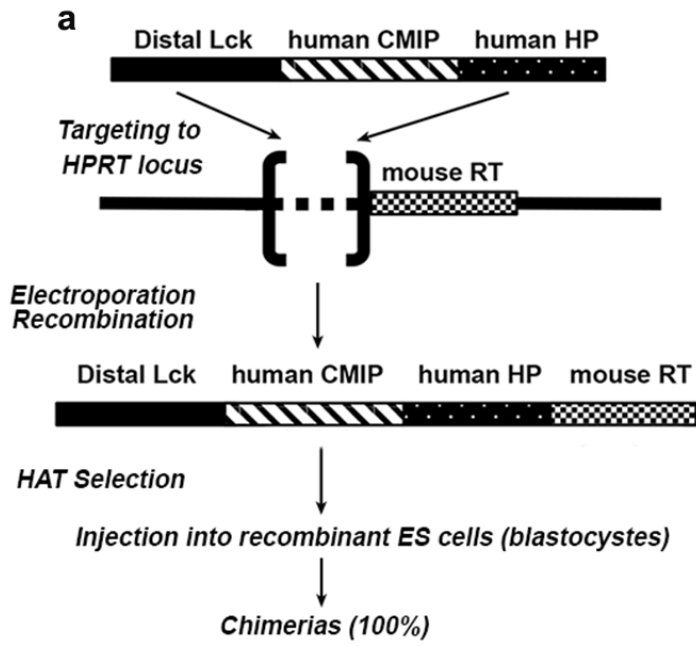 a
Distal Lck human CMIP human HP
Targeting to
HPRT locus
mouse RT
Electroporation
Recombination
Distal Lck human CMIP human HP mouse RT
HAT Selection
Injection into recombinant ES cells (blastocystes)
Chimerias (100%)